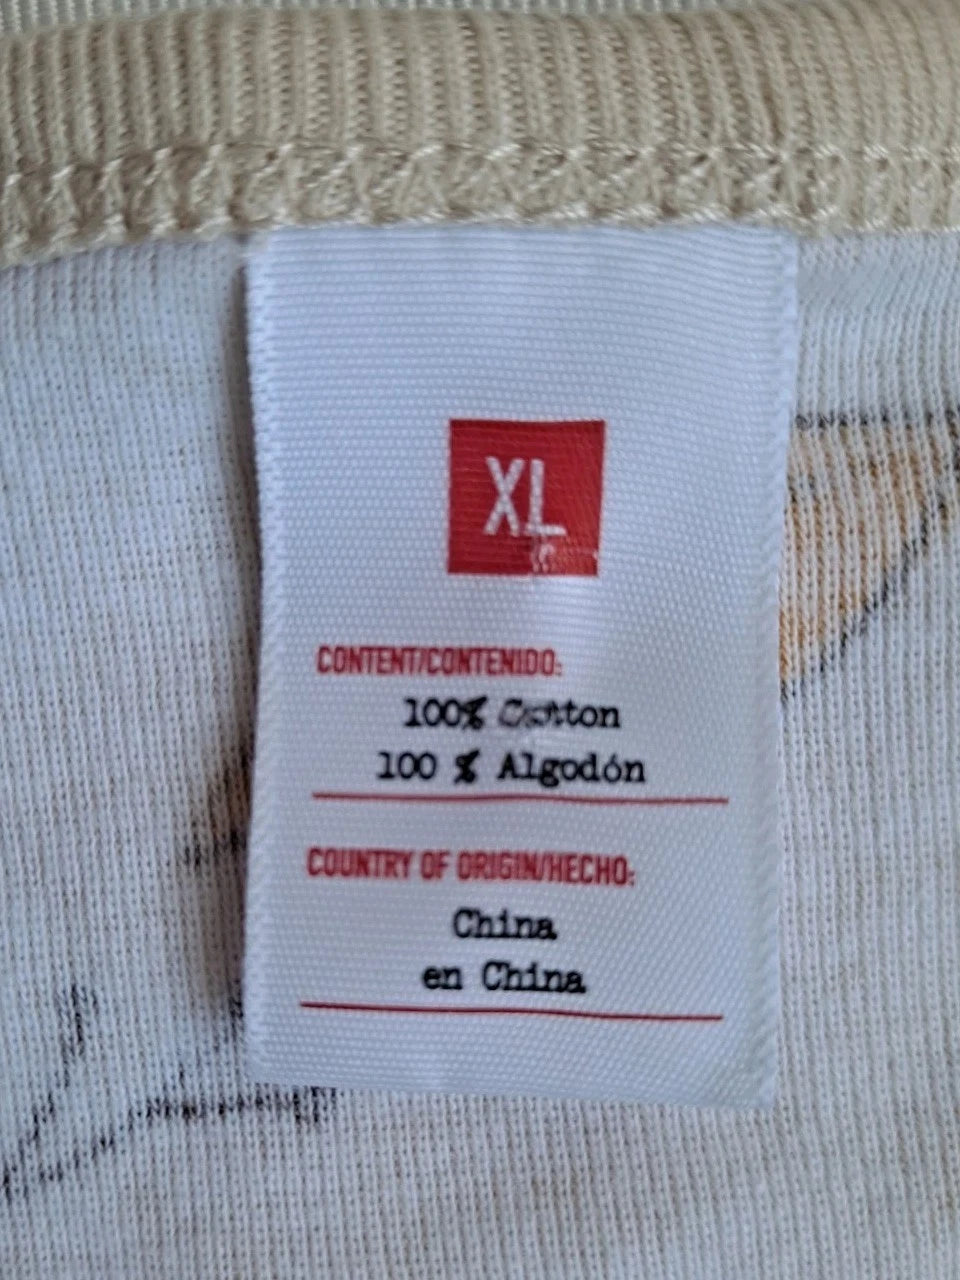 XL
CONTENT/CONTENIDO:
100% Cotton
100 % Algodón
COUNTRY OF ORIGIN/HECHO:
China
en China